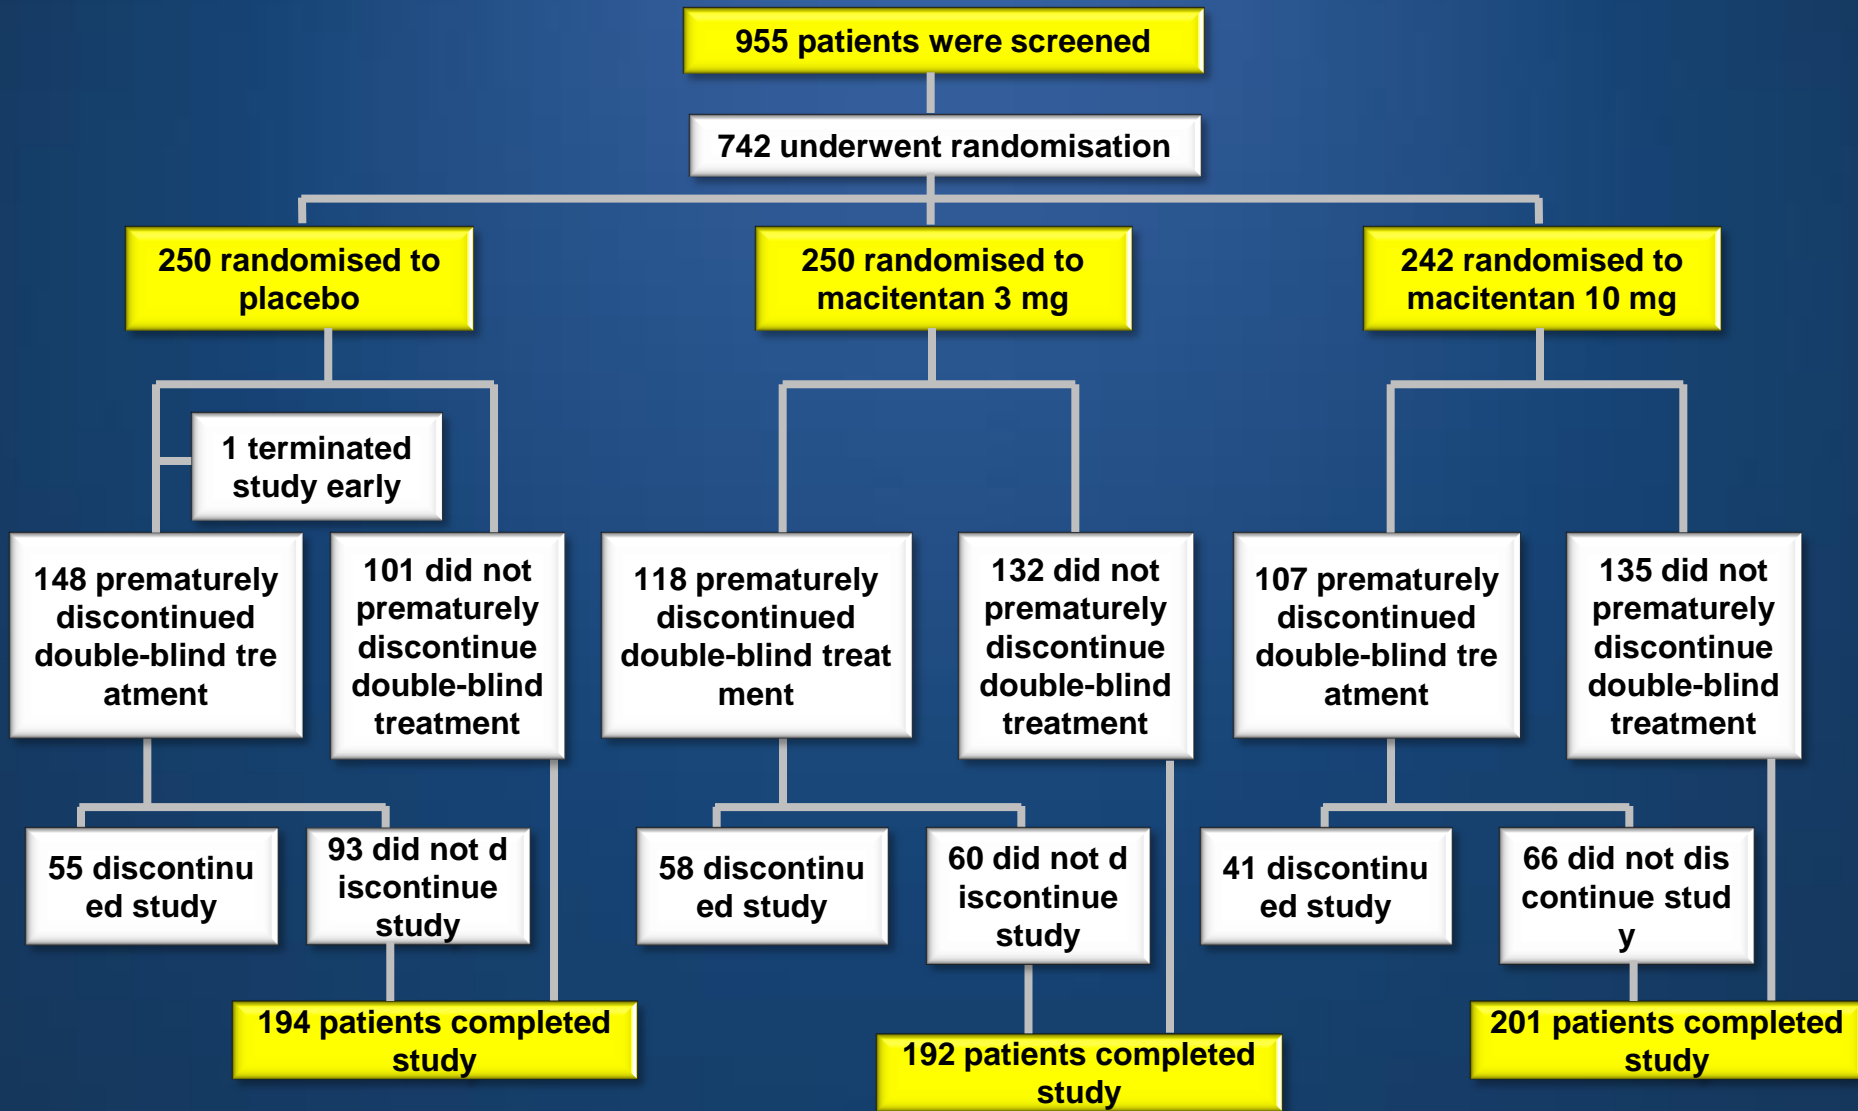 955 patients were screened
742 underwent randomisation
250 randomised to
placebo
250 randomised to
macitentan 3 mg
242 randomised to
macitentan 10 mg
1 terminated
study early
148 prematurely
discontinued
double-blind tre
atment
101 did not
prematurely
discontinue
double-blind
treatment
118 prematurely
discontinued
double-blind treat
ment
132 did not
prematurely
discontinue
double-blind
treatment
107 prematurely
discontinued
double-blind tre
atment
135 did not
prematurely
discontinue
double-blind
treatment
55 discontinu
ed study
93 did not d
iscontinue
study
58 discontinu
ed study
60 did not d
iscontinue
study
41 discontinu
ed study
66 did not dis
continue stud
y
194 patients completed
study
192 patients completed
study
201 patients completed
study